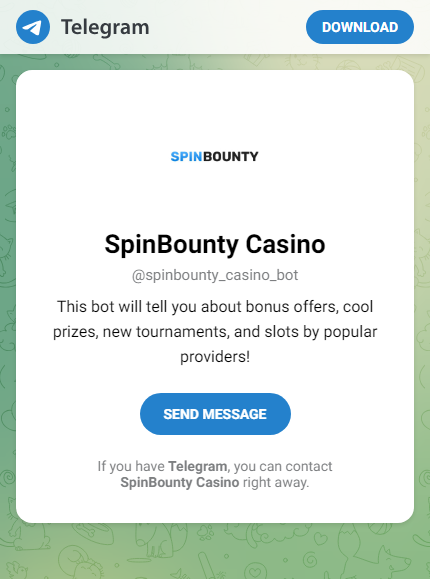 Telegram
DOWNLOAD
SPINBOUNTY
SpinBounty Casino
@spinbounty_casino_bot
This bot will tell you about bonus offers, cool
prizes, new tournaments, and slots by popular
providers!
SEND MESSAGE
If you have Telegram, you can contact
SpinBounty Casino right away.